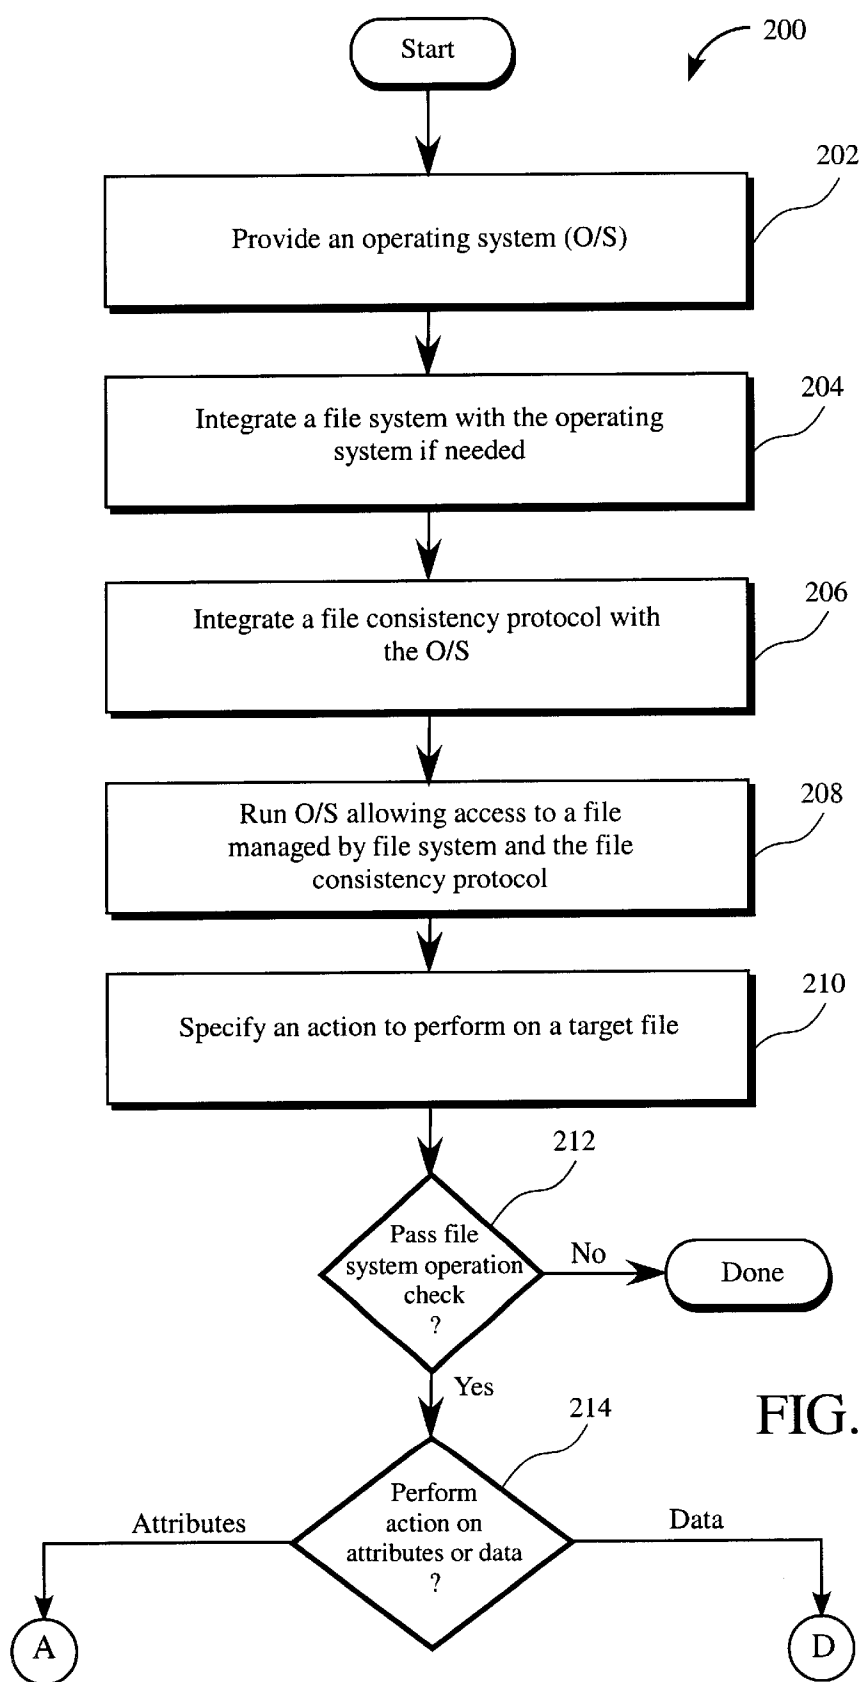 Start
200
202
Provide an operating system (O/S)
204
Integrate a file system with the operating
system if needed
206
Integrate a file consistency protocol with
the O/S
208
Run O/S allowing access to a file
managed by file system and the file
consistency protocol
210
Specify an action to perform on a target file
212
Pass file
system operation
check
?
No
Done
Yes
FIG.
214
Perform
action on
attributes or data
?
Attributes
Data
A
D